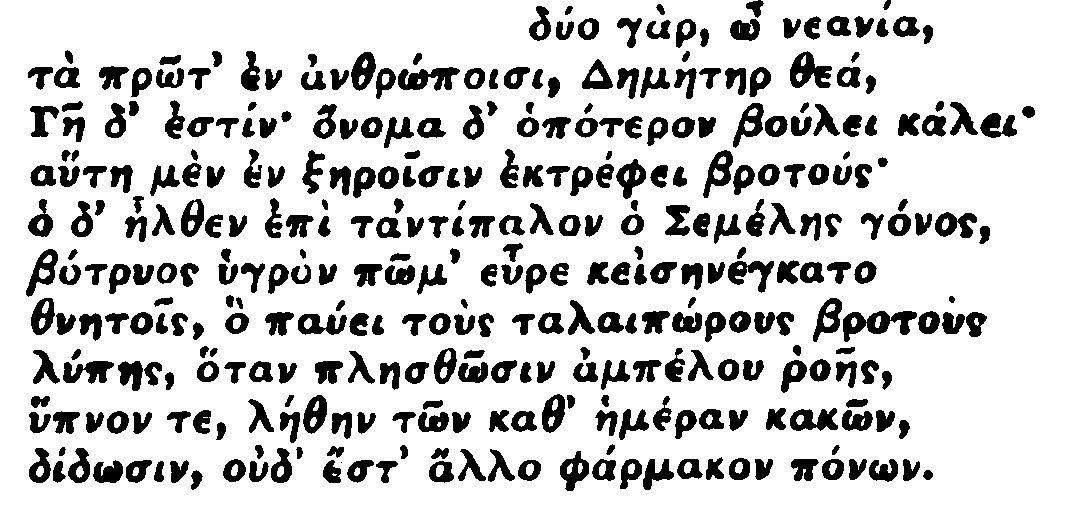 δύο γὰρ, ὦ νεανία,
τὰ πρῶτ’ ἐν ἀνθρώποισι, Δημήτηρ θεά,
Γῆ δ’ ἐστίν· ὄνομα δ’ ὁπότερον βούλει κάλει·
αὕτη μὲν ἐν ξηροῖσιν ἐκτρέφει βροτούς·
ὁ δ’ ἦλθεν ἐπὶ τἀντίπαλον ὁ Σεμέλης γόνος,
βότρυος ὑγρὸν πῶμ’ εὗρε κεἰσηνέγκατο
θνητοῖς, ὃ παύει τοὺς ταλαιπώρους βροτοὺς
λύπης, ὅταν πλησθῶσιν ἀμπέλου ῥοῆς,
ὕπνον τε, λήθην τῶν καθ’ ἡμέραν κακῶν,
δίδωσιν, οὐδ’ ἔστ’ ἄλλο φάρμακον πόνων.